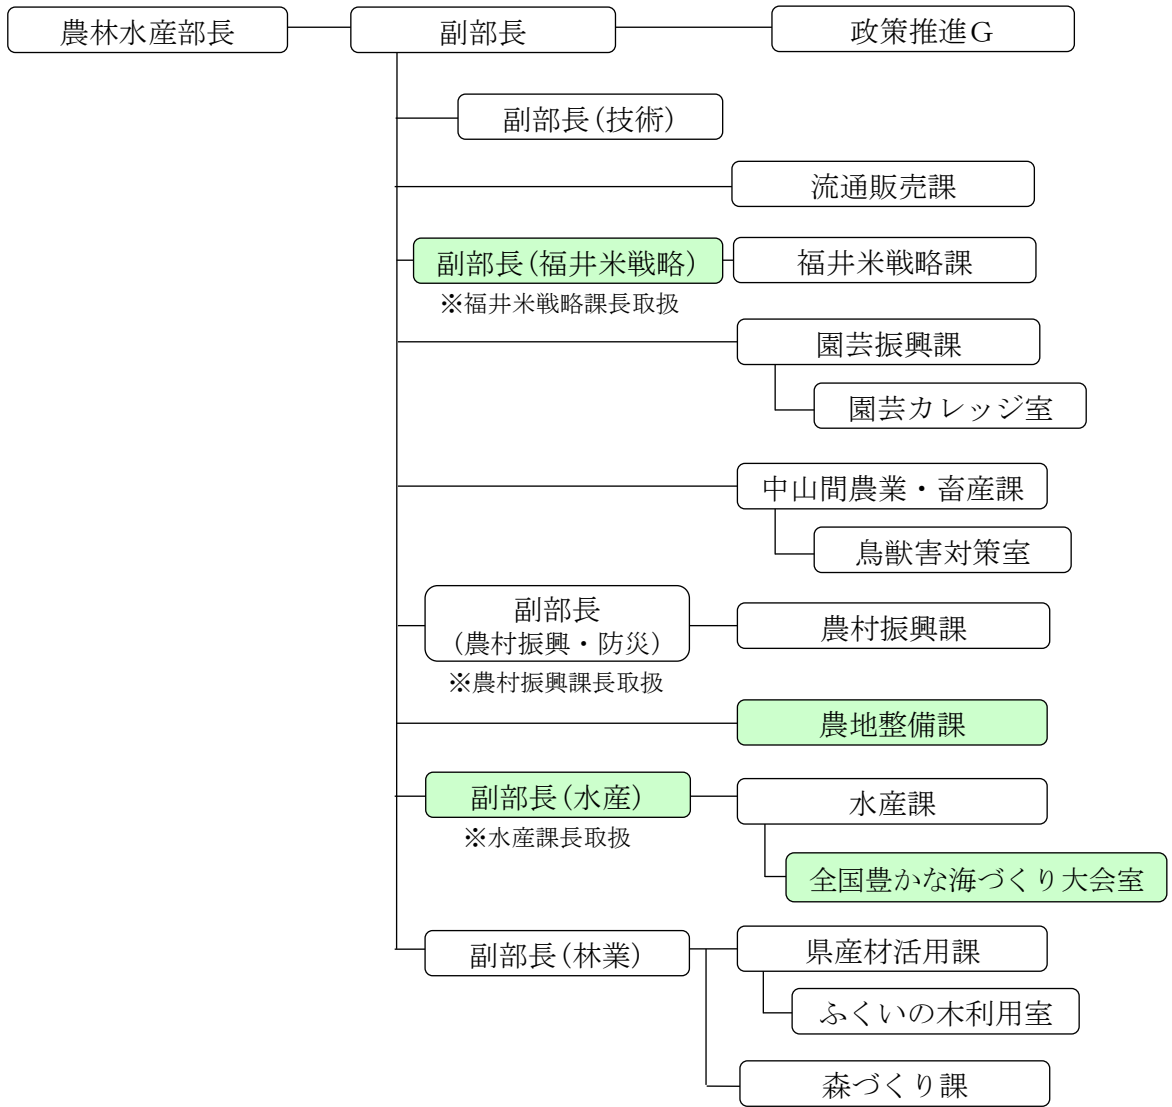 農林水産部長
副部長
政策推進G
副部長(技術)
流通販売課
副部長(福井米戦略)
福井米戦略課
※福井米戦略課長取扱
園芸振興課
園芸カレッジ室
中山間農業・畜産課
鳥獣害対策室
副部長
(農村振興・防災)
農村振興課
※農村振興課長取扱
農地整備課
副部長(水産)
水産課
※水産課長取扱
全国豊かな海づくり大会室
副部長(林業)
県産材活用課
ふくいの木利用室
森づくり課